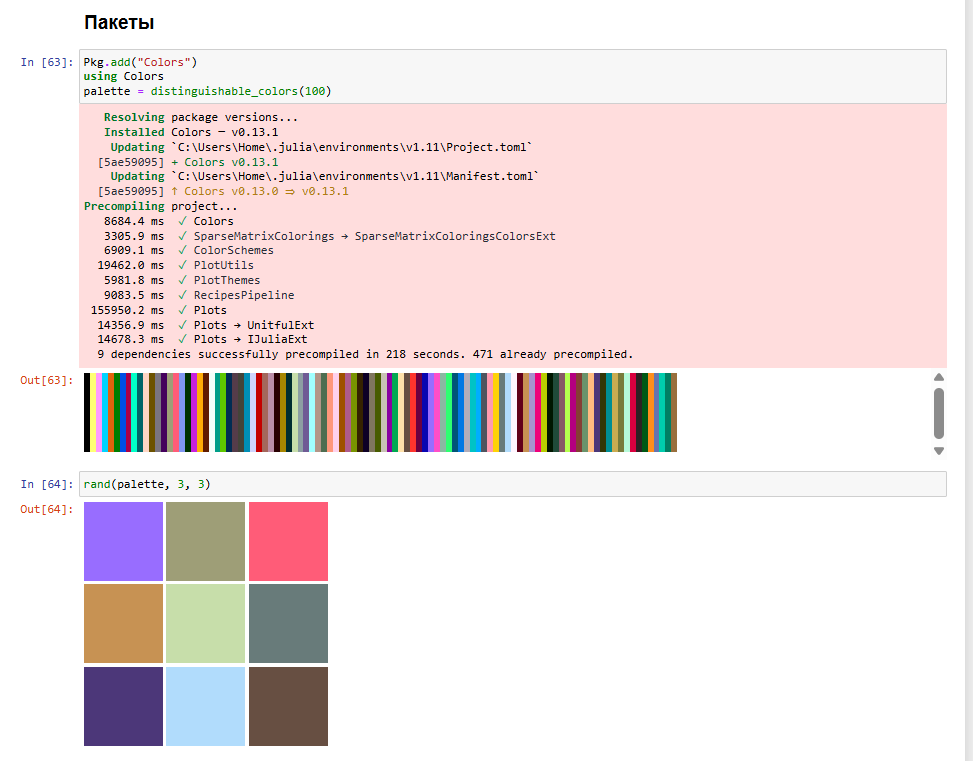 Пакеты
In [63]: Pkg.add("Colors")
using Colors
palette = distinguishable_colors(100)
Resolving package versions...
Installed Colors ─ v0.13.1
Updating `C:\Users\Home\.julia\environments\v1.11\Project.toml`
[5ae59095] + Colors v0.13.1
Updating `C:\Users\Home\.julia\environments\v1.11\Manifest.toml`
[5ae59095] ↑ Colors v0.13.0 ⇒ v0.13.1
Precompiling project...
8684.4 ms ✓ Colors
3305.9 ms ✓ SparseMatrixColorings → SparseMatrixColoringsColorsExt
6909.1 ms ✓ ColorSchemes
19462.0 ms ✓ PlotUtils
5981.8 ms ✓ PlotThemes
9083.5 ms ✓ RecipesPipeline
155950.2 ms ✓ Plots
14356.9 ms ✓ Plots → UnitfulExt
14678.3 ms ✓ Plots → IJuliaExt
9 dependencies successfully precompiled in 218 seconds. 471 already precompiled.
Out[63]:
In [64]: rand(palette, 3, 3)
Out[64]: